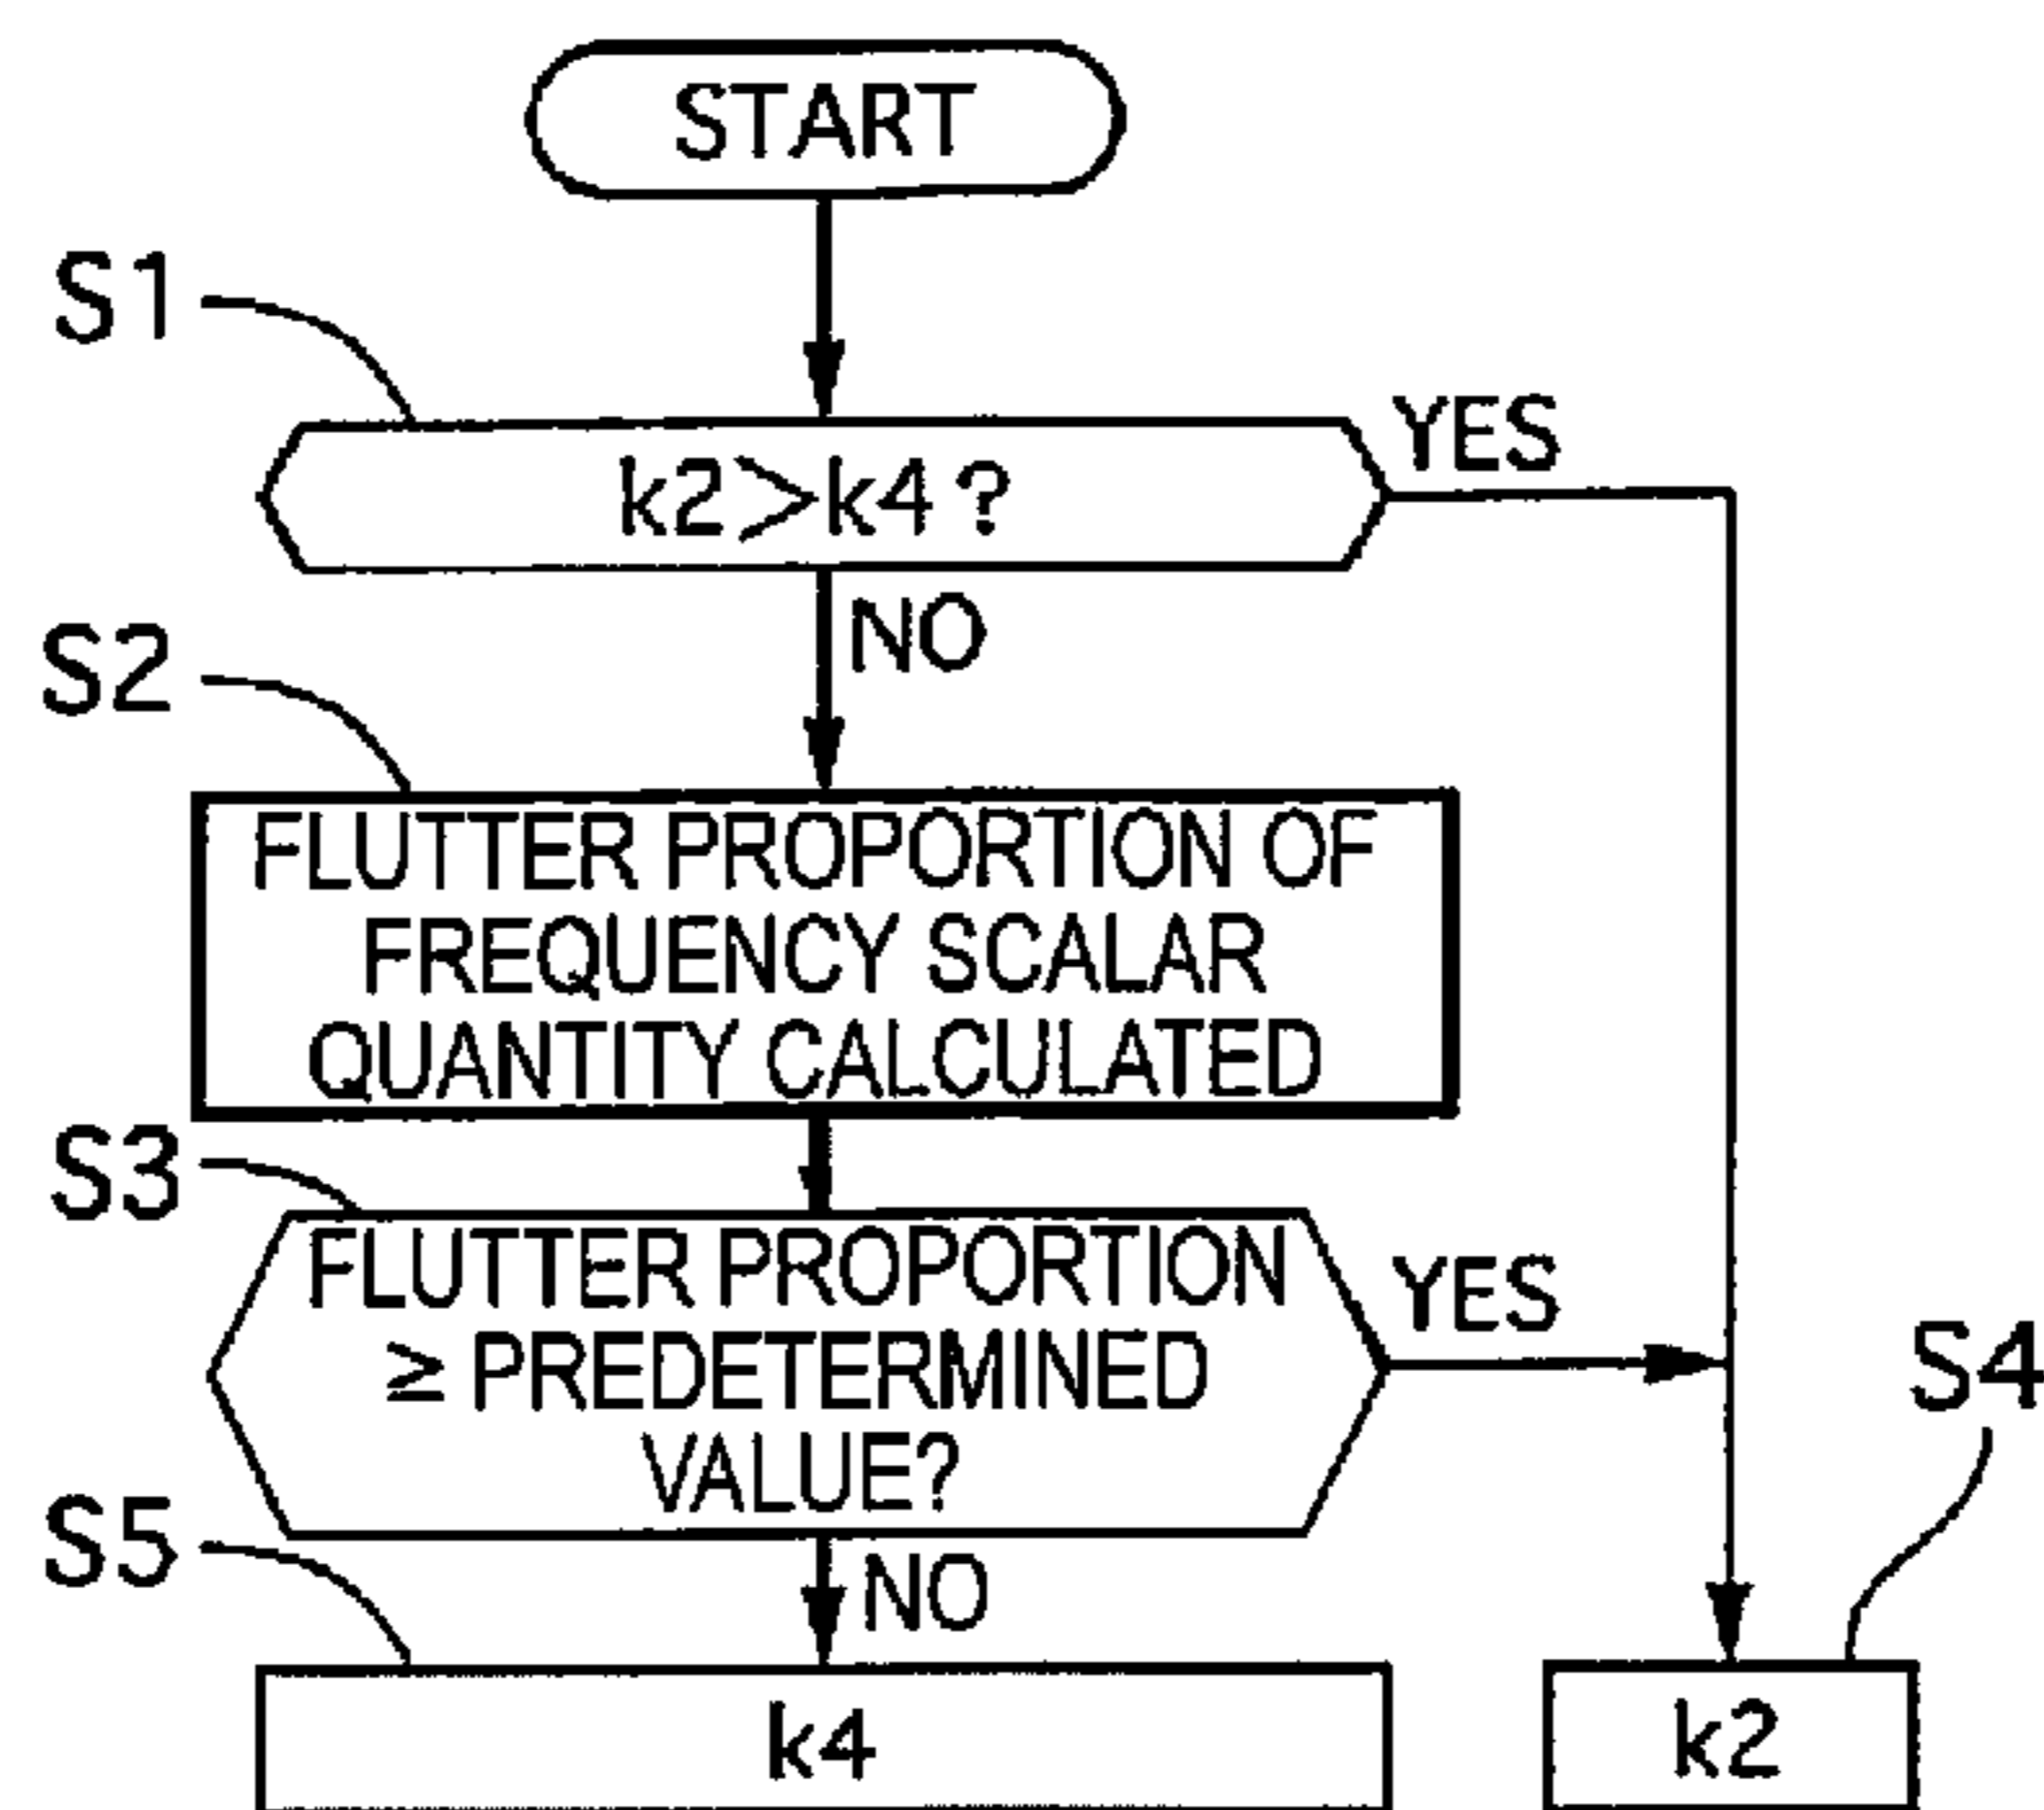 START
S1
k2>k4?
YES
NO
S2
FLUTTER PROPORTION OF
FREQUENCY SCALAR
QUANTITY CALCULATED
S3
FLUTTER PROPORTION
≥ PREDETERMINED
VALUE?
YES
NO
S4
S5
k4
k2